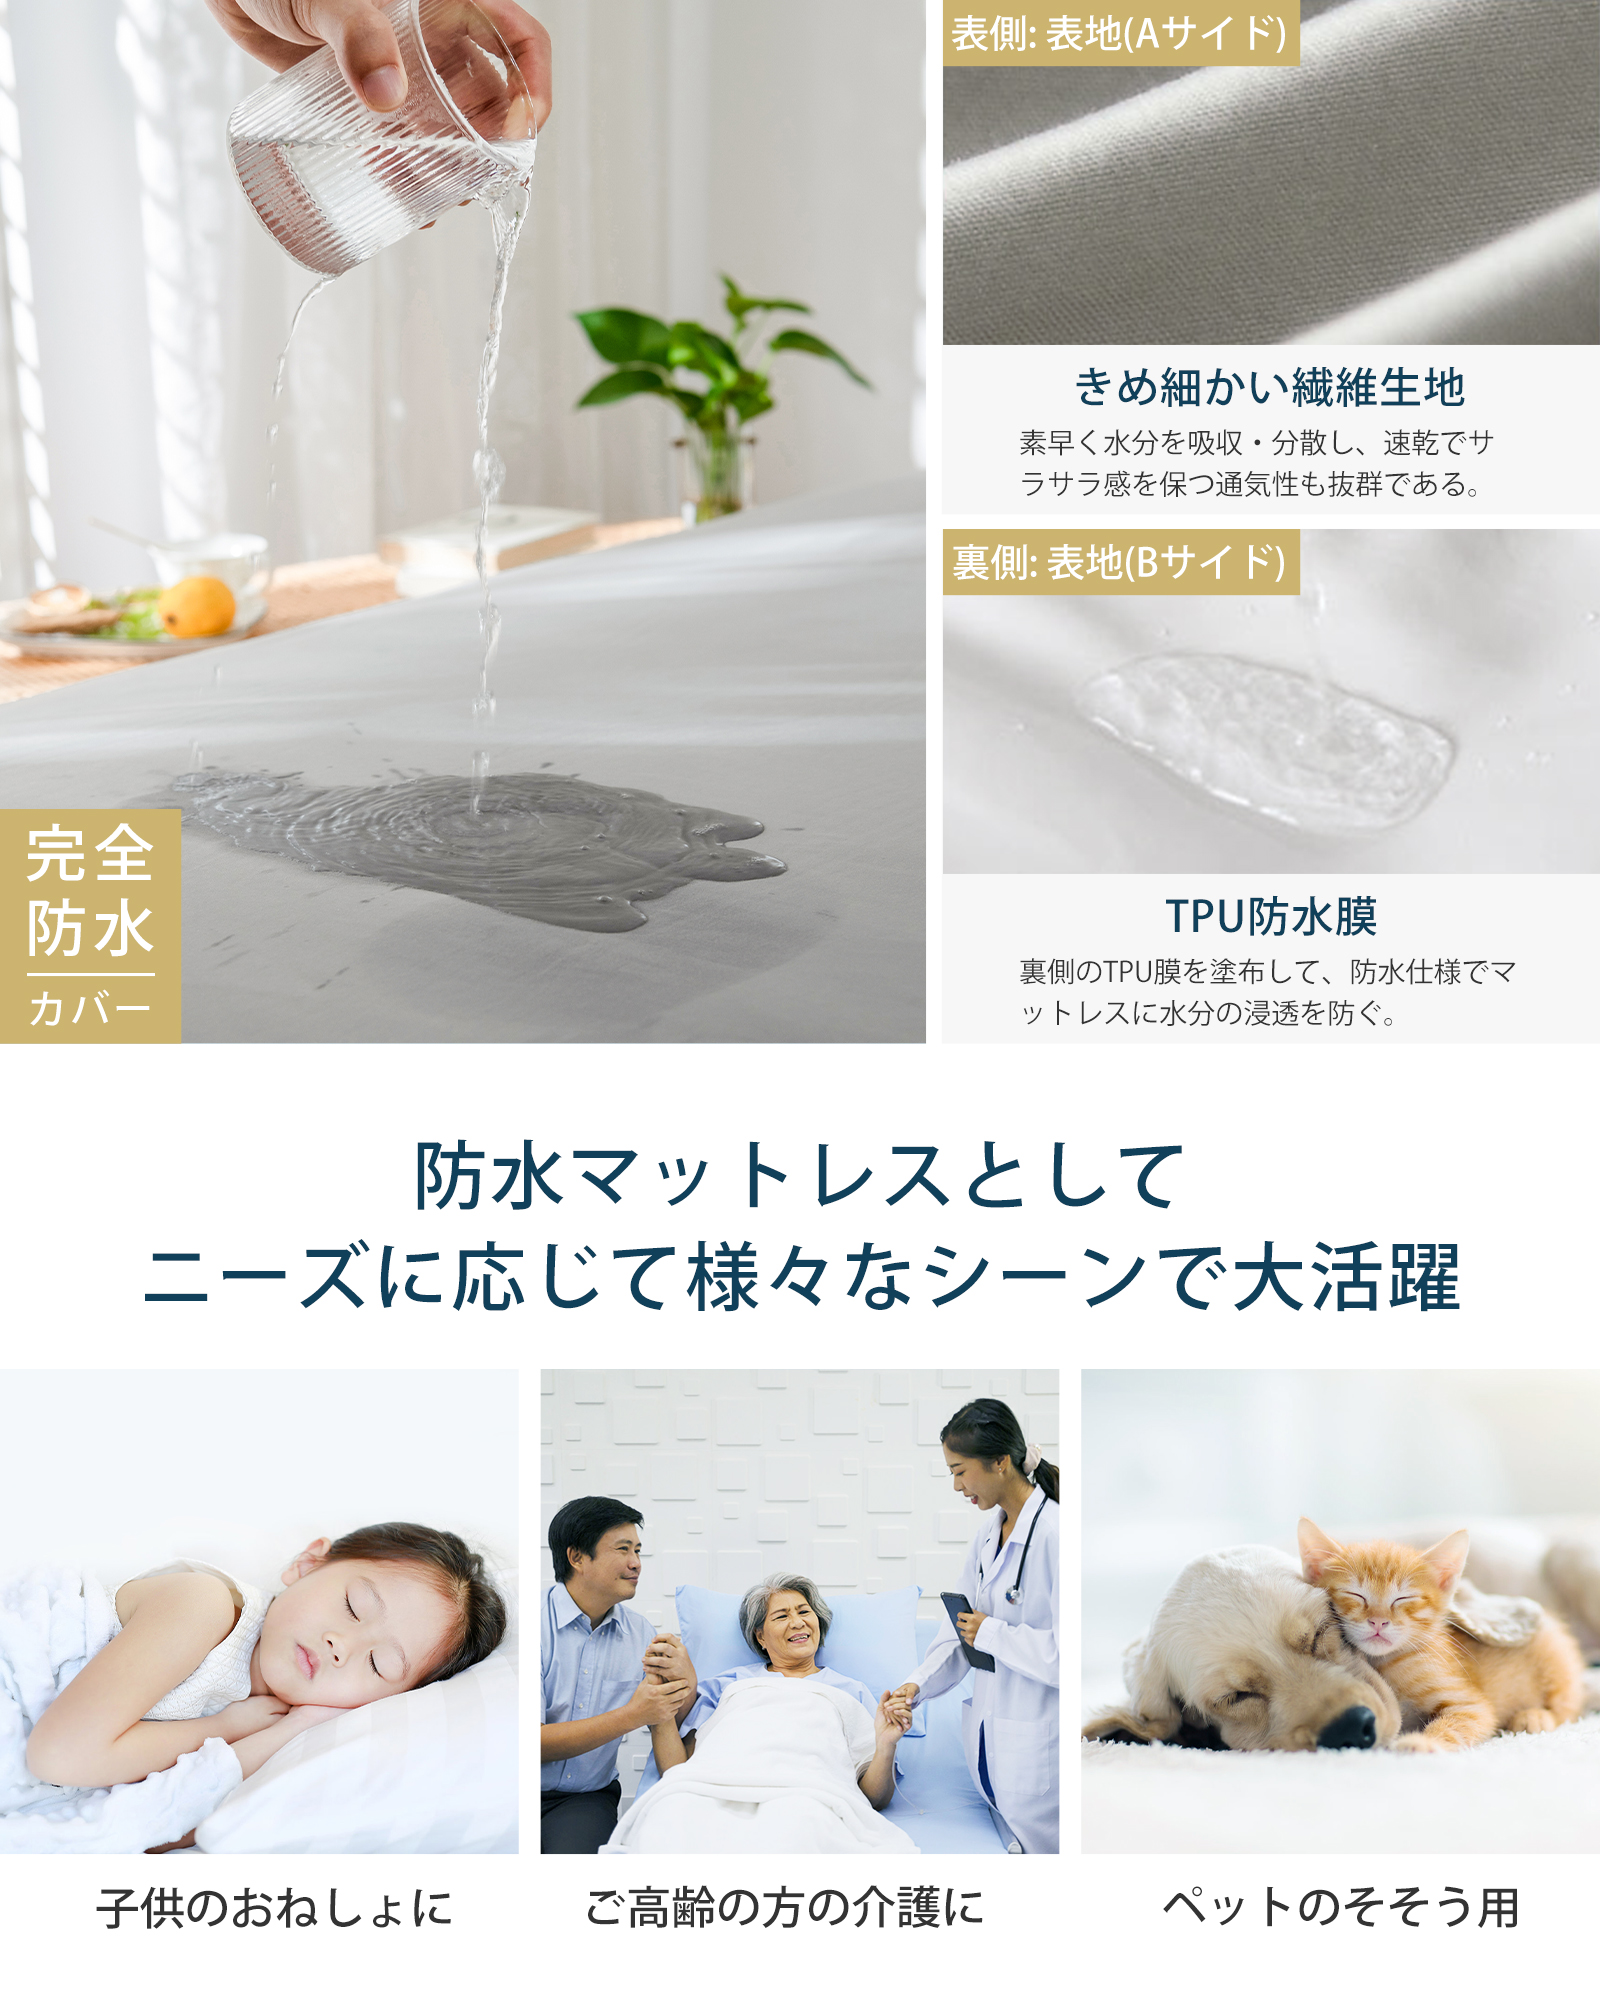 完全
防水
カバー
表側: 表地(Aサイド)
きめ細かい繊維生地
素早く水分を吸収・分散し、速乾でサ
ラサラ感を保つ通気性も抜群である。
裏側: 表地(Bサイド)
TPU防水膜
裏側のTPU膜を塗布して、防水仕様でマ
ットレスに水分の浸透を防ぐ。
防水マットレスとして
ニーズに応じて様々なシーンで大活躍
子供のおねしょに
ご高齢の方の介護に
ペットのそそう用